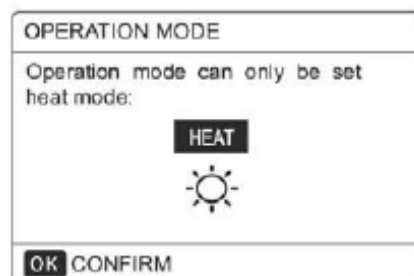 OPERATION MODE
Operation mode can only be set
heat mode:
HEAT
OK CONFIRM